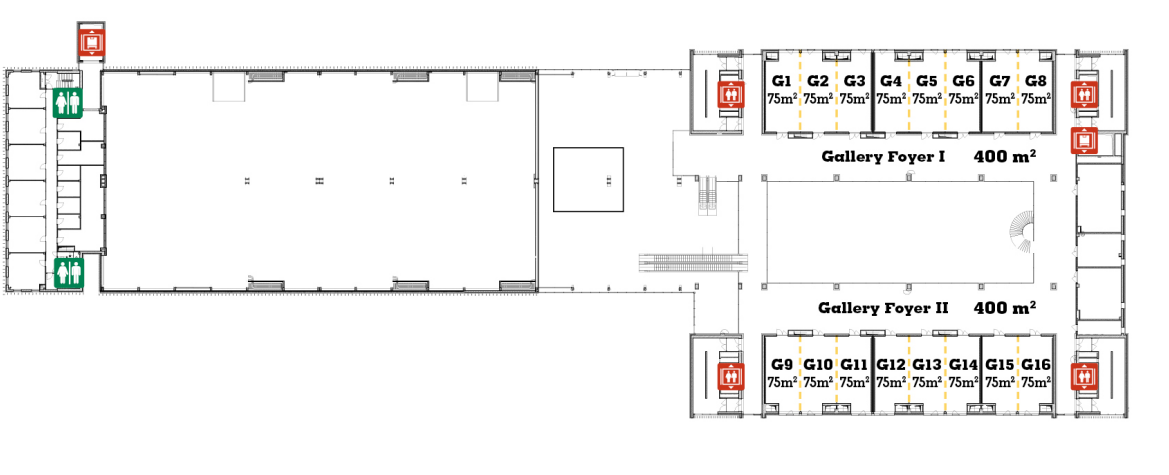 G1 G2 G3 G4 G5 G6 G7 G8
75m² 75m² 75m² 75m² 75m² 75m² 75m² 75m²
Gallery Foyer I 400 m²
Gallery Foyer II 400 m²
G9 G10 G11 G12 G13 G14 G15 G16
75m² 75m² 75m² 75m² 75m² 75m² 75m² 75m²